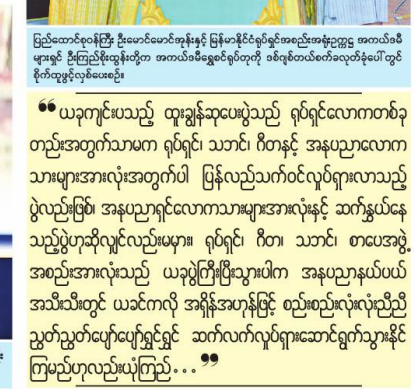 ပြည်ထောင်စုဝန်ကြီး ဦးမောင်မောင်အုန်းနှင့် မြန်မာနိုင်ငံရုပ်ရှင်အစည်းအရုံးဥက္ကဋ္ဌ အကယ်ဒမီ
များရှင် ဦးကြည်စိုးထွန်းတို့က အကယ်ဒမီရွှေစင်ရုပ်တုကို ဒစ်ဂျစ်တယ်စက်ခလုတ်ခုံပေါ်တွင်
စိုက်ထူဖွင့်လှစ်ပေးစဉ်။
❝ ယခုကျင်းပသည့် ထူးချွန်ဆုပေးပွဲသည် ရုပ်ရှင်လောကတစ်ခု
တည်းအတွက်သာမက ရုပ်ရှင်၊ သဘင်၊ ဂီတနှင့် အနုပညာလောက
သားများအားလုံးအတွက်ပါ ပြန်လည်သက်ဝင်လှုပ်ရှားလာသည့်
ပွဲလည်းဖြစ်၊ အနုပညာရှင်လောကသားများအားလုံးနှင့် ဆက်နွှယ်နေ
သည့်ပွဲဟုဆိုလျှင်လည်းမမှား၊ ရုပ်ရှင်၊ ဂီတ၊ သဘင်၊ စာပေအဖွဲ့
အစည်းအားလုံးသည် ယခုပွဲကြီးပြီးသွားပါက အနုပညာနယ်ပယ်
အသီးသီးတွင် ယခင်ကလို အရှိန်အဟုန်ဖြင့် စည်းစည်းလုံးလုံးညီညီ
ညွတ်ညွတ်ပျော်ပျော်ရွှင်ရွှင် ဆက်လက်လှုပ်ရှားဆောင်ရွက်သွားနိုင်
ကြမည်ဟုလည်းယုံကြည်... ❞